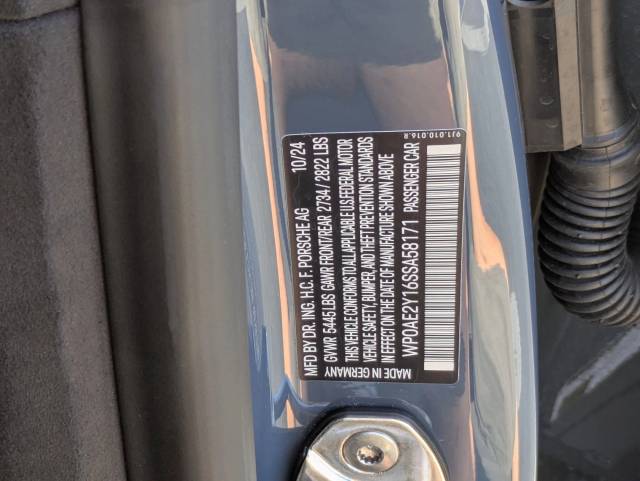 MFD BY DR. ING. H.C. F. PORSCHE AG 10/24
GVWR 5445 LBS GAWR FRONT/REAR 2734 / 2822 LBS
THIS VEHICLE CONFORMS TO ALL APPLICABLE U.S. FEDERAL MOTOR
VEHICLE SAFETY, BUMPER, AND THEFT PREVENTION STANDARDS
IN EFFECT ON THE DATE OF MANUFACTURE SHOWN ABOVE
WP0AE2Y16SSA58171 PASSENGER CAR
MADE IN GERMANY
9J1.010.016.R